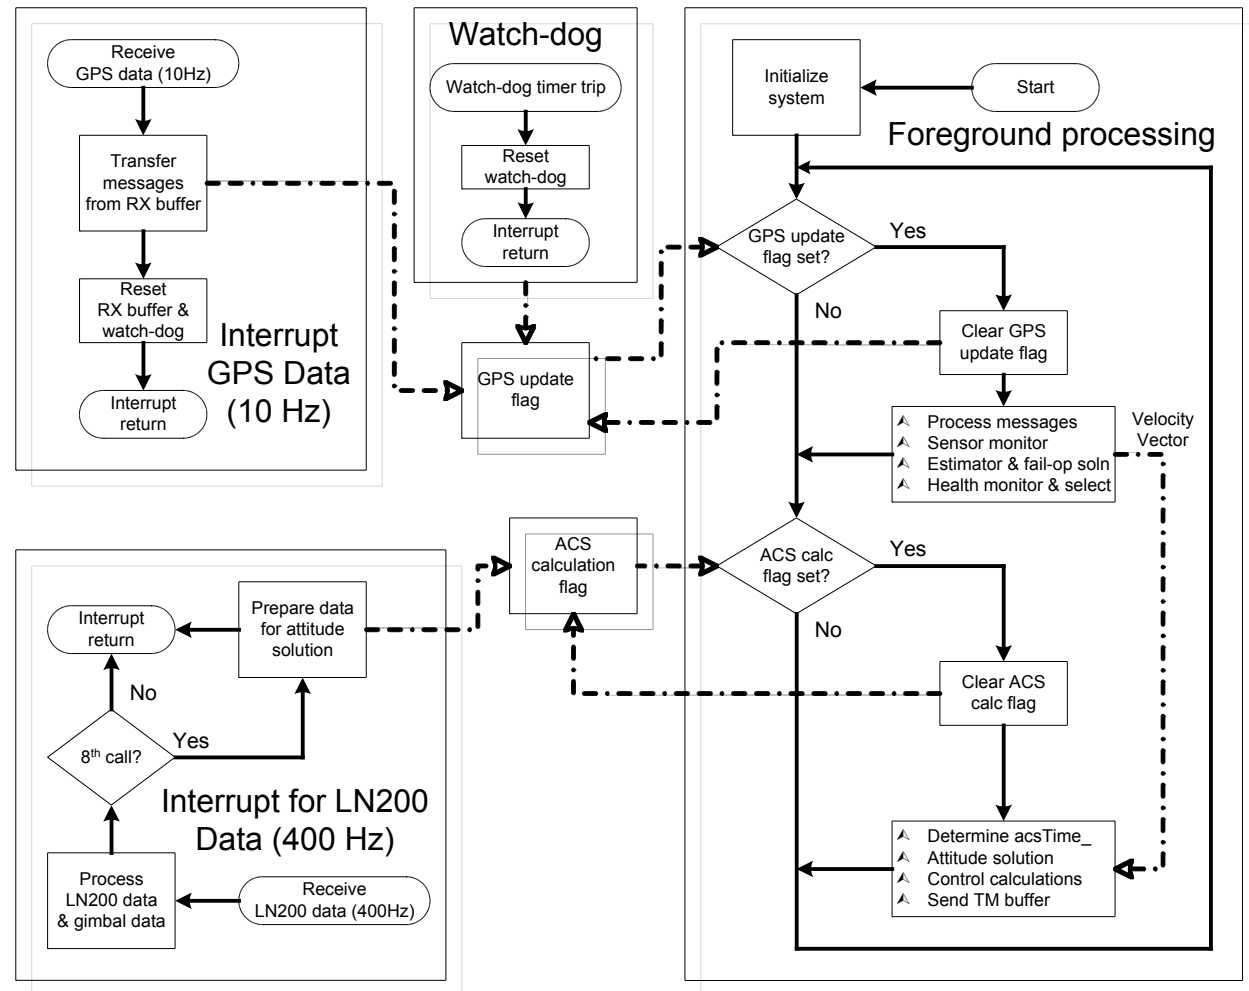 Receive
GPS data (10Hz)
Transfer
messages
from RX buffer
Reset
RX buffer &
watch-dog
Interrupt
return
Interrupt
GPS Data
(10 Hz)
Watch-dog
Watch-dog timer trip
Reset
watch-dog
Interrupt
return
GPS update
flag
Initialize
system
Start
Foreground processing
GPS update
flag set?
Yes
No
Clear GPS
update flag
Process messages
Sensor monitor
Estimator & fail-op soln
Health monitor & select
Velocity
Vector
ACS
calculation
flag
ACS calc
flag set?
Yes
No
Clear ACS
calc flag
Determine acsTime_
Attitude solution
Control calculations
Send TM buffer
Interrupt
return
Prepare data
for attitude
solution
No
8th call?
Yes
Interrupt for LN200
Data (400 Hz)
Process
LN200 data
& gimbal data
Receive
LN200 data (400Hz)